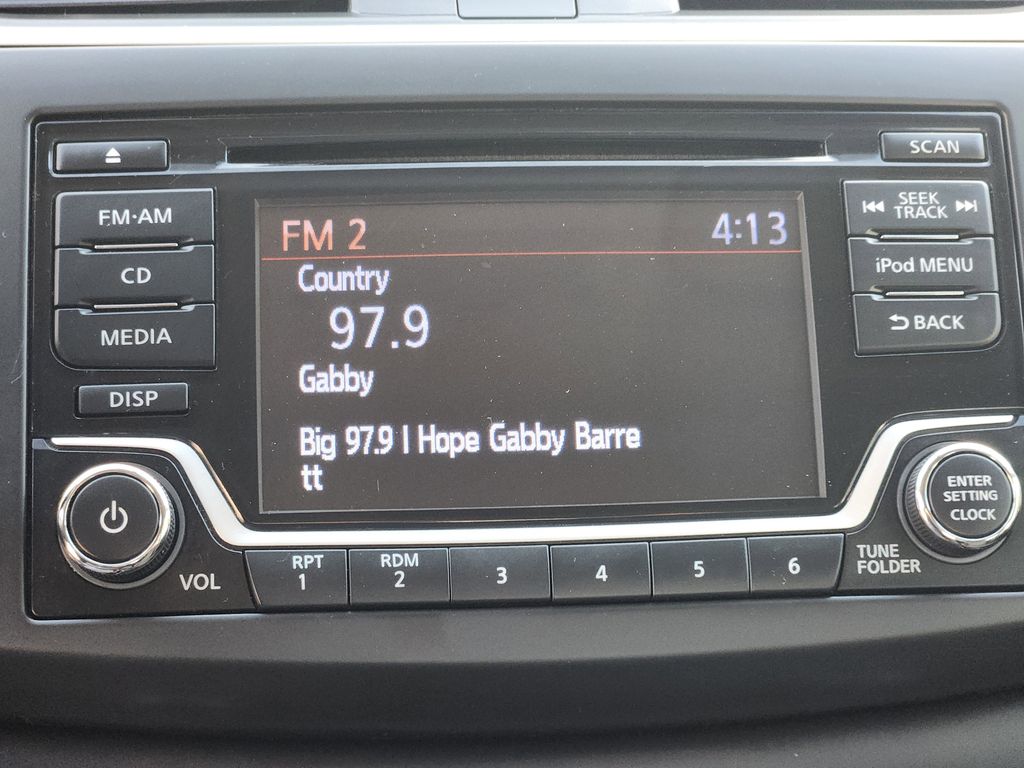 SCAN
FM·AM
SEEK
TRACK
FM 2
4:13
Country
CD
iPod MENU
97.9
MEDIA
BACK
Gabby
DISP
Big 97.9 I Hope Gabby Barre
tt
ENTER
SETTING
CLOCK
VOL
RPT
1
RDM
2
3
4
5
6
TUNE
FOLDER